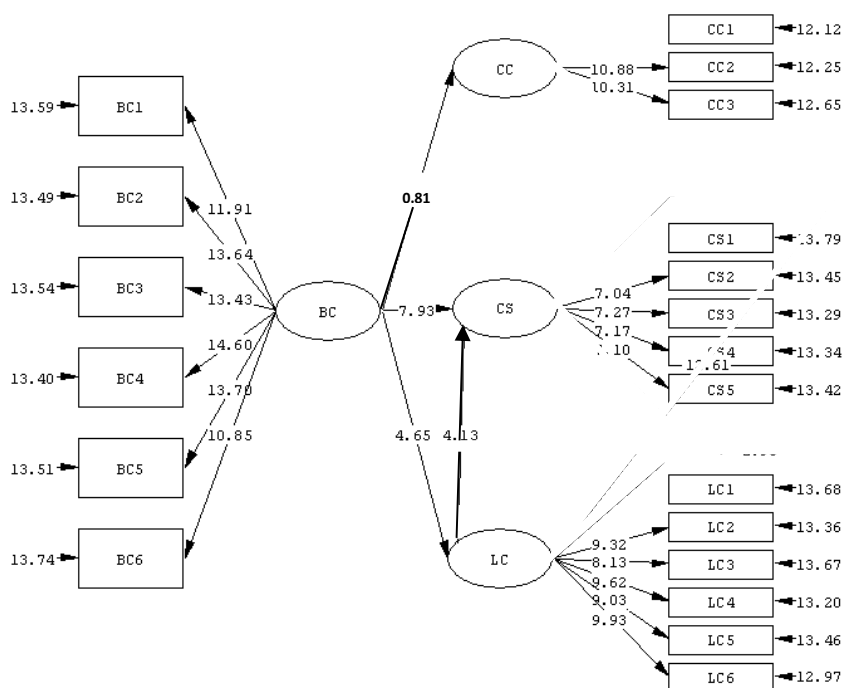 CC1 12.12
CC CC2 12.25
10.88
10.31
CC3 12.65
13.59 BC1
13.49 BC2
0.81
11.91
CS1
13.64
CS2 13.45
13.54 BC3
13.43
BC
7.93
CS
7.04
7.27
7.17
CS3 13.29
CS4 13.34
14.60
13.40 BC4
13.70
CS5 13.42
10.85
4.65 4.13
13.51 BC5
LC1 13.68
LC2 13.36
13.74 BC6
LC
9.32
8.13
9.62
9.03
9.93
LC3 13.67
LC4 13.20
LC5 13.46
LC6 12.97